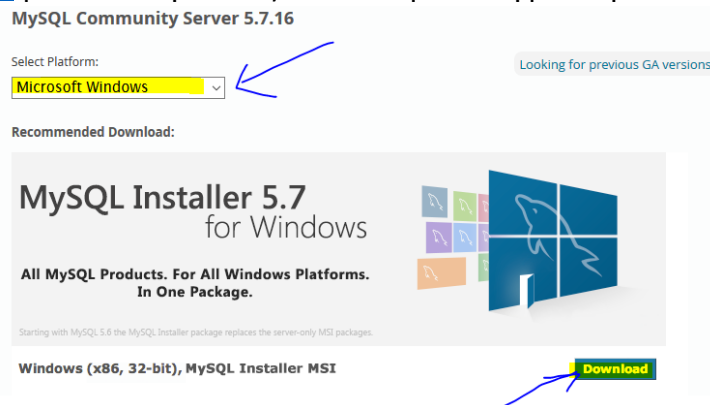 MySQL Community Server 5.7.16
Select Platform:
Looking for previous GA versions
Microsoft Windows
Recommended Download:
MySQL Installer 5.7
for Windows
All MySQL Products. For All Windows Platforms.
In One Package.
Starting with MySQL 5.6 the MySQL Installer package replaces the server-only MSI packages.
Windows (x86, 32-bit), MySQL Installer MSI
Download